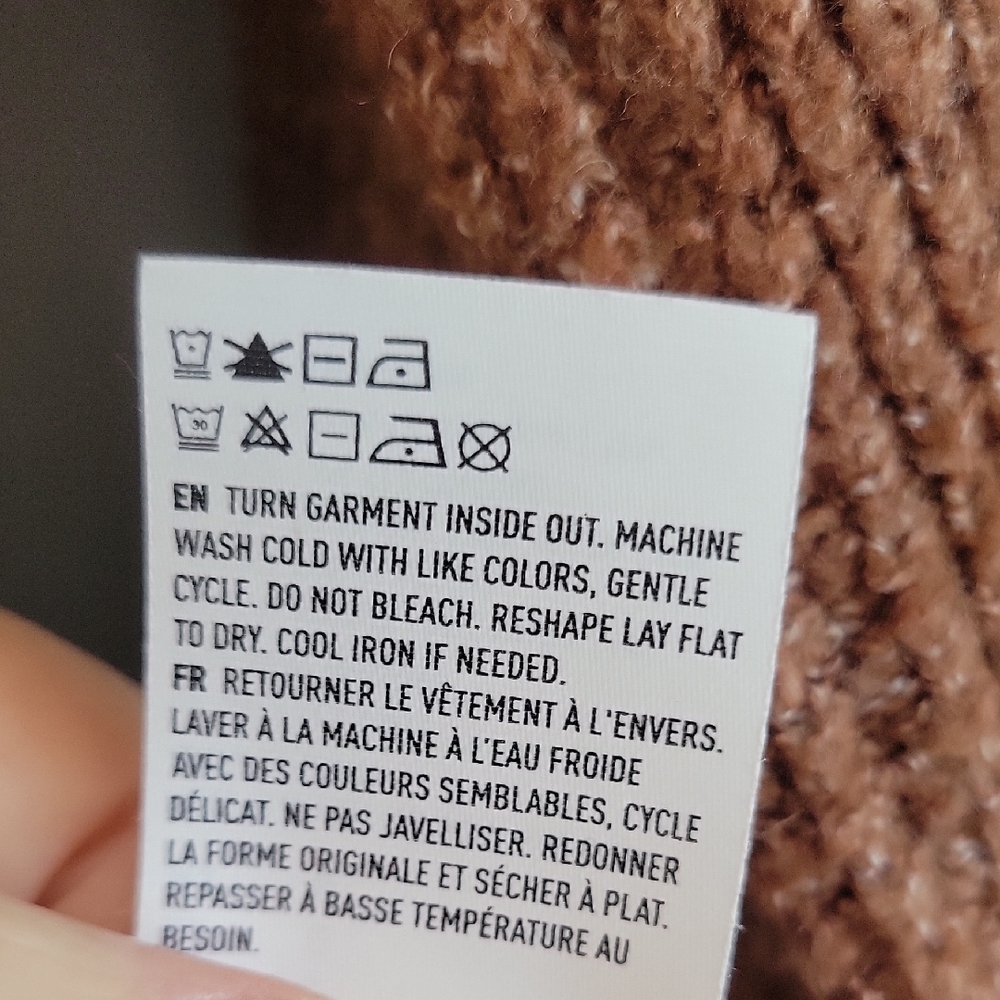 30
EN TURN GARMENT INSIDE OUT. MACHINE
WASH COLD WITH LIKE COLORS, GENTLE
CYCLE. DO NOT BLEACH. RESHAPE LAY FLAT
TO DRY. COOL IRON IF NEEDED.
FR RETOURNER LE VÊTEMENT À L'ENVERS.
LAVER À LA MACHINE À L'EAU FROIDE
AVEC DES COULEURS SEMBLABLES, CYCLE
DÉLICAT. NE PAS JAVELLISER. REDONNER
LA FORME ORIGINALE ET SÉCHER À PLAT.
REPASSER À BASSE TEMPÉRATURE AU
BESOIN.